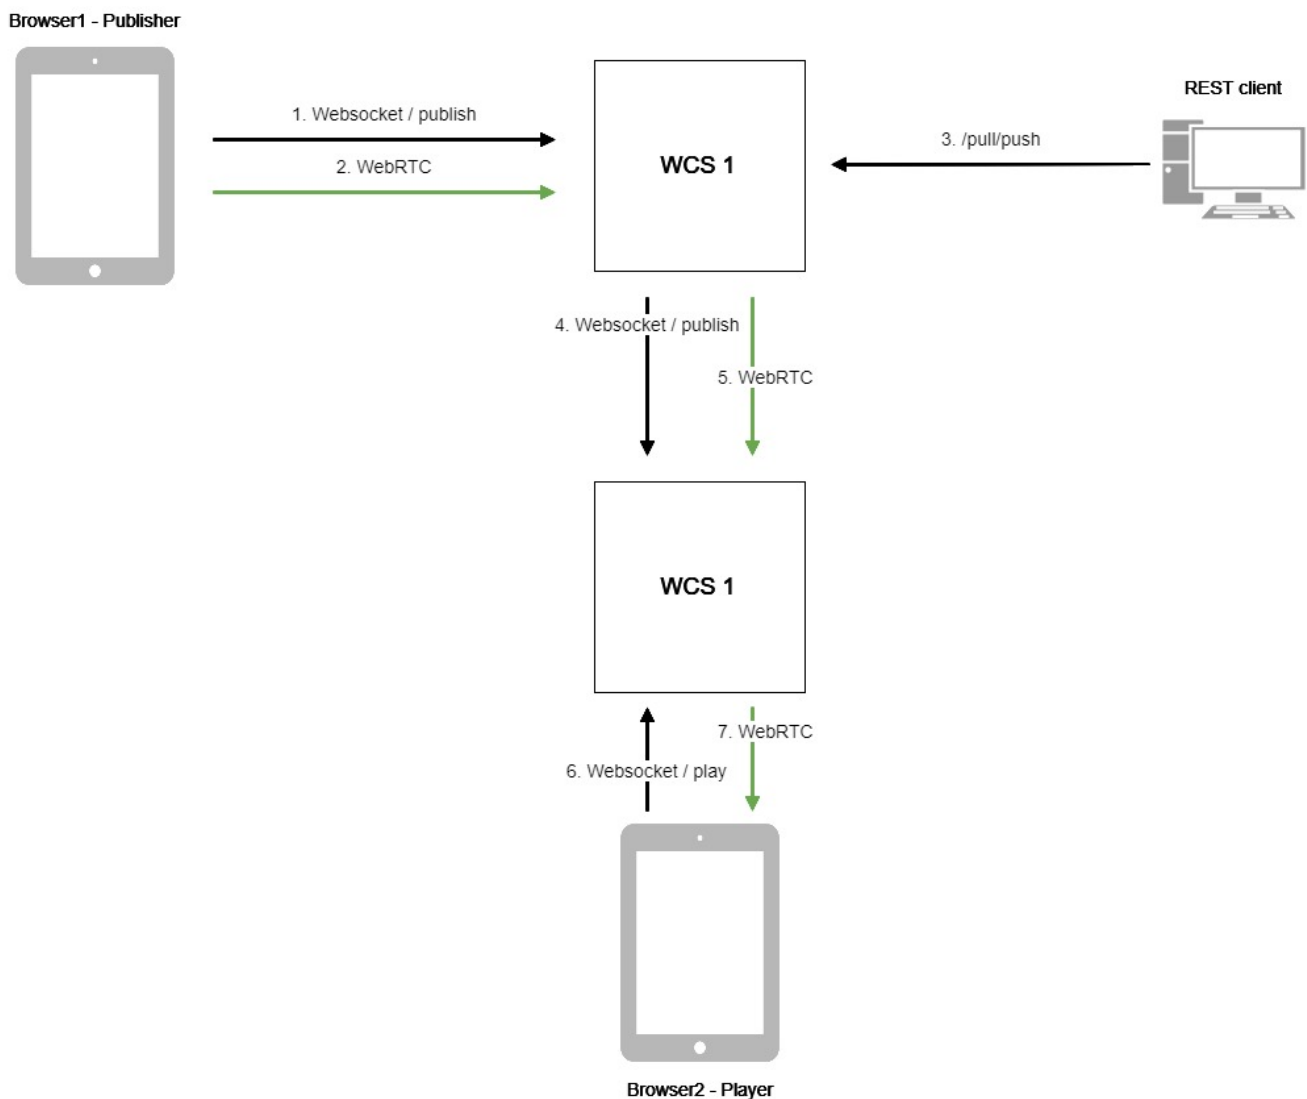 Browser1 - Publisher
REST client
1. Websocket / publish
WCS 1
3. /pull/push
2. WebRTC
4. Websocket / publish
5. WebRTC
WCS 1
7. WebRTC
6. Websocket / play
Browser2 - Player